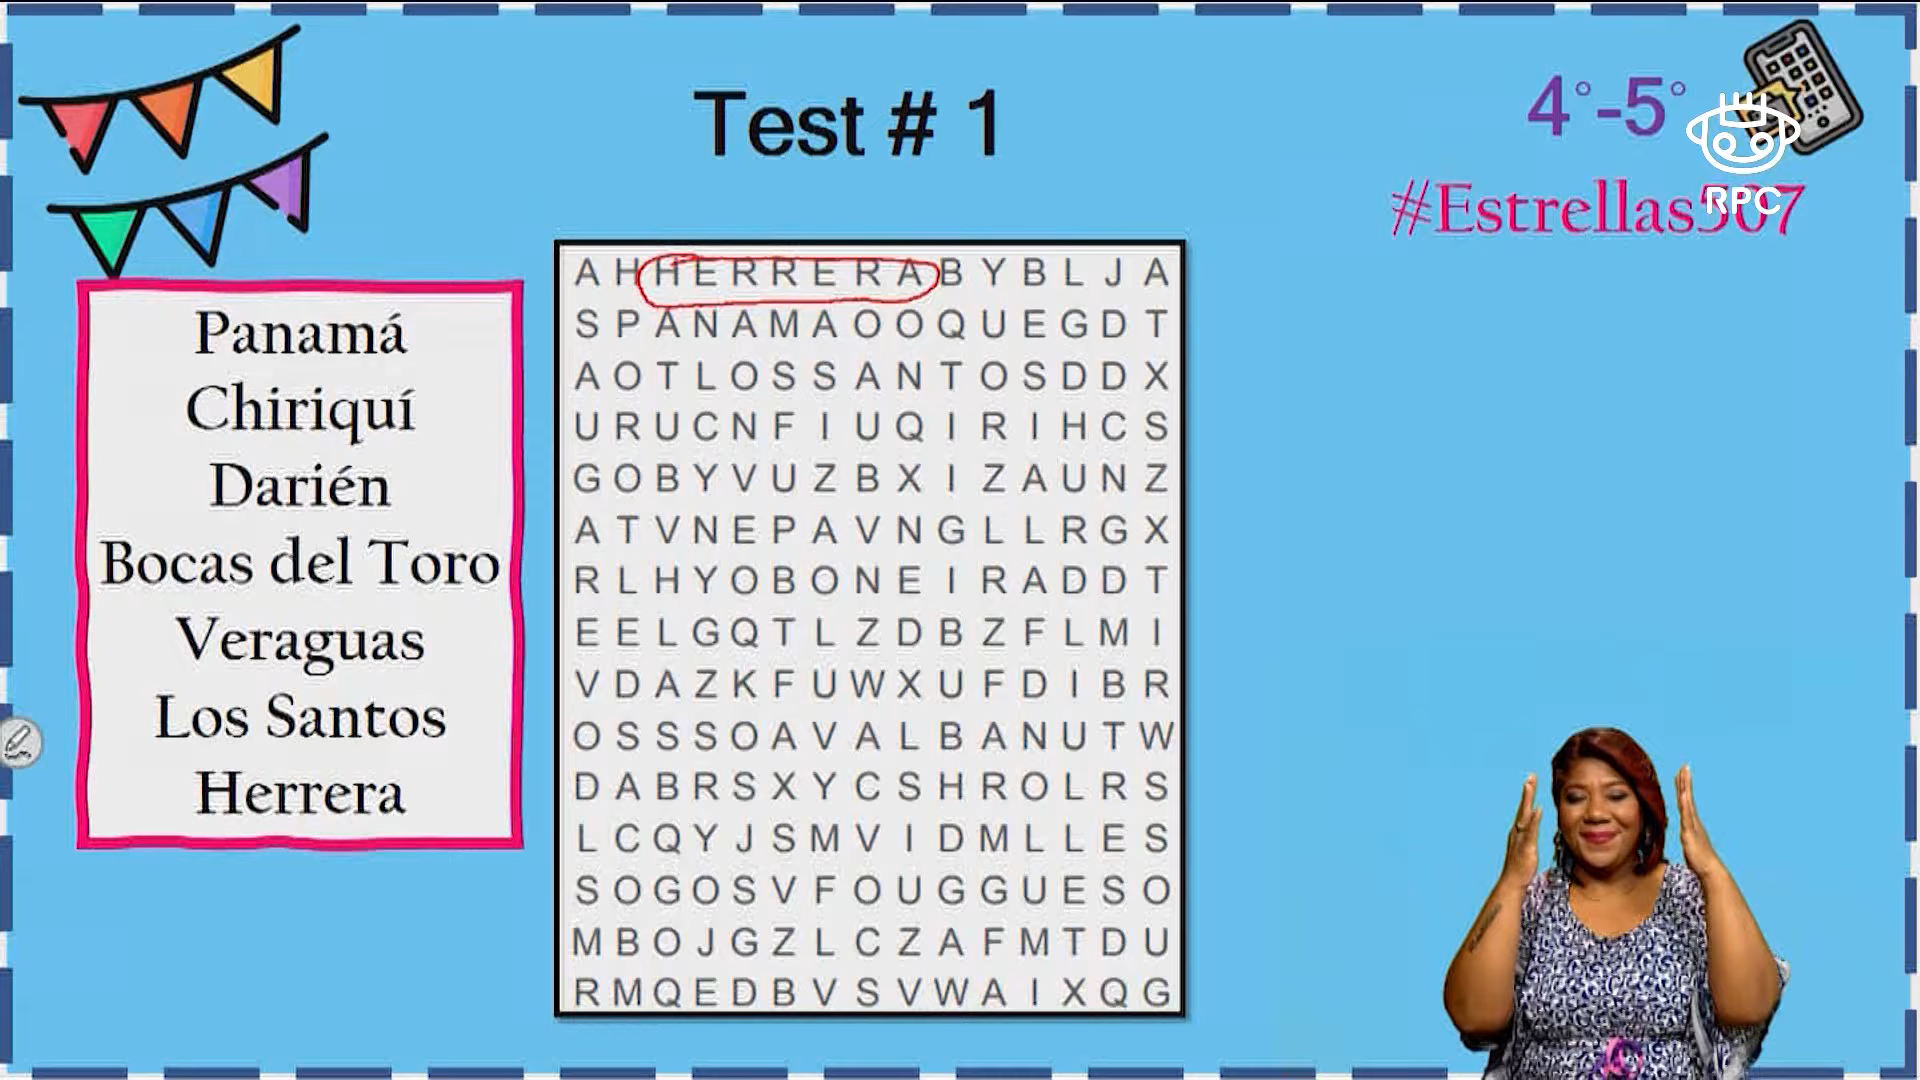 Test # 1
4°-5°
RPC
#Estrellas507
Panamá
Chiriquí
Darién
Bocas del Toro
Veraguas
Los Santos
Herrera
A H H E R R E R A B Y B L J A
S P A N A M A O O Q U E G D T
A O T L O S S A N T O S D D X
U R U C N F I U Q I R I H C S
G O B Y V U Z B X I Z A U N Z
A T V N E P A V N G L L R G X
R L H Y O B O N E I R A D D T
E E L G Q T L Z D B Z F L M I
V D A Z K F U W X U F D I B R
O S S S O A V A L B A N U T W
D A B R S X Y C S H R O L R S
L C Q Y J S M V I D M L L E S
S O G O S V F O U G G U E S O
M B O J G Z L C Z A F M T D U
R M Q E D B V S V W A I X Q G